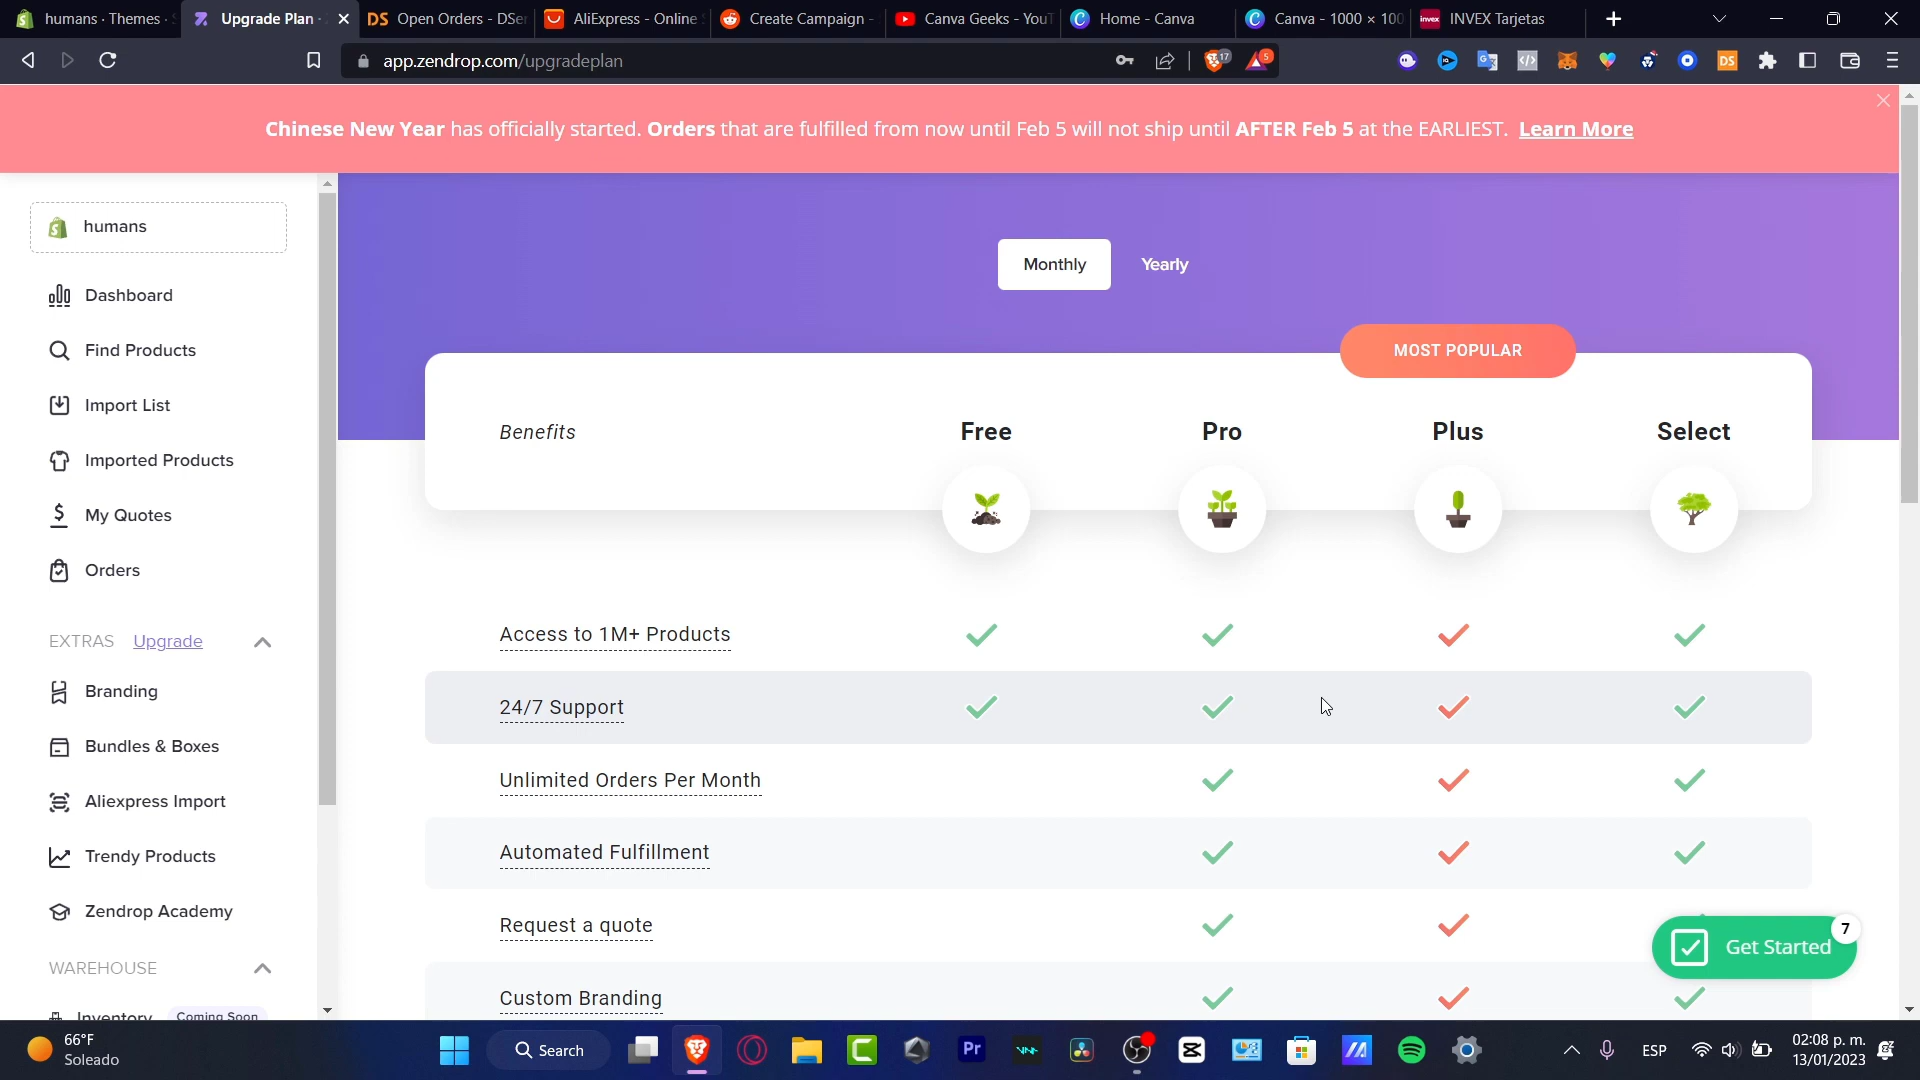 humans · Themes ·
Upgrade Plan ·
Open Orders - DSer
AliExpress - Online
Create Campaign -
Canva Geeks - YouT
Home - Canva
Canva - 1000 × 100
INVEX Tarjetas
app.zendrop.com/upgradeplan
17
5
Chinese New Year has officially started. Orders that are fulfilled from now until Feb 5 will not ship until AFTER Feb 5 at the EARLIEST. Learn More
humans
Dashboard
Find Products
Import List
Imported Products
My Quotes
Orders
EXTRAS Upgrade
Branding
Bundles & Boxes
Aliexpress Import
Trendy Products
Zendrop Academy
WAREHOUSE
Inventory Coming Soon
Monthly
Yearly
MOST POPULAR
Benefits
Free
Pro
Plus
Select
Access to 1M+ Products
24/7 Support
Unlimited Orders Per Month
Automated Fulfillment
Request a quote
Custom Branding
7
Get Started
66°F
Soleado
Search
ESP
02:08 p. m.
13/01/2023